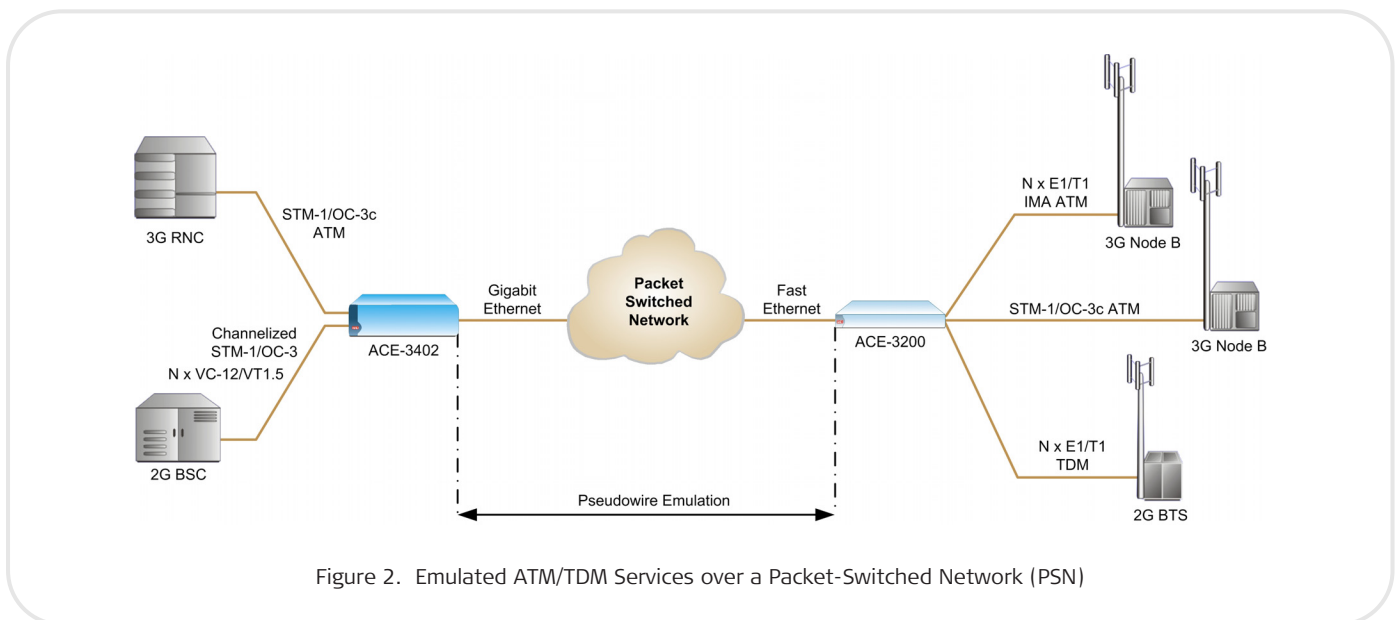 3G RNC
STM-1/OC-3c
ATM
Channelized
STM-1/OC-3
N x VC-12/VT1.5
2G BSC
ACE-3402
Gigabit
Ethernet
Packet
Switched
Network
Fast
Ethernet
ACE-3200
N x E1/T1
IMA ATM
3G Node B
STM-1/OC-3c ATM
3G Node B
N x E1/T1
TDM
2G BTS
Pseudowire Emulation
Figure 2. Emulated ATM/TDM Services over a Packet-Switched Network (PSN)